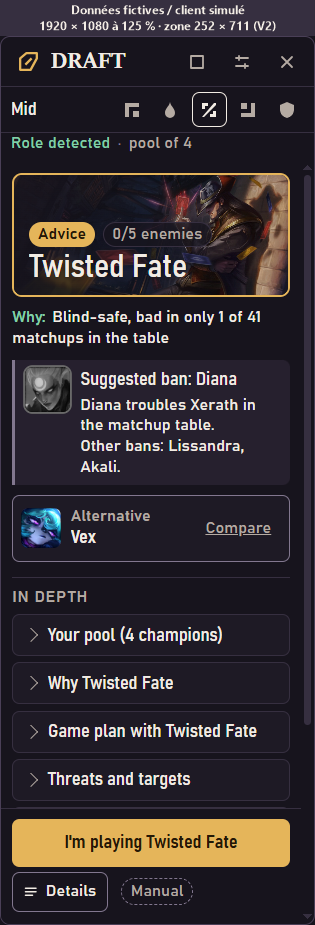 Données fictives / client simulé
1920 × 1080 à 125 % · zone 252 × 711 (V2)
DRAFT
Mid
Role detected · pool of 4
Advice
0/5 enemies
Twisted Fate
Why: Blind-safe, bad in only 1 of 41
matchups in the table
Suggested ban: Diana
Diana troubles Xerath in
the matchup table.
Other bans: Lissandra,
Akali.
Alternative
Vex
Compare
IN DEPTH
Your pool (4 champions)
Why Twisted Fate
Game plan with Twisted Fate
Threats and targets
I'm playing Twisted Fate
Details
Manual